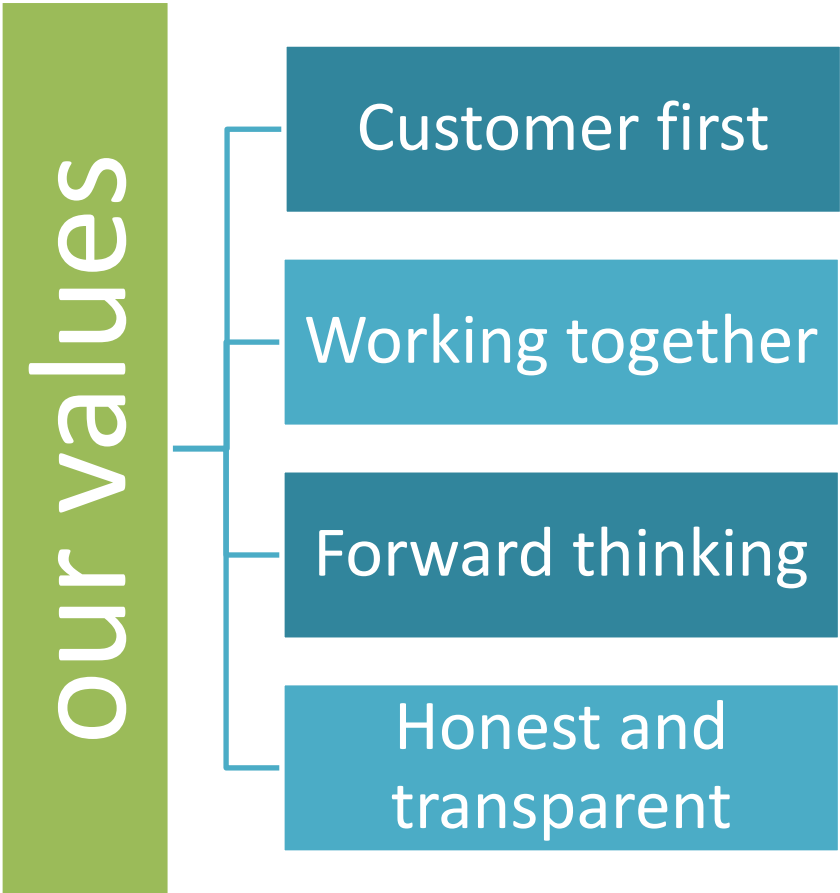 our values
Customer first
Working together
Forward thinking
Honest and
transparent